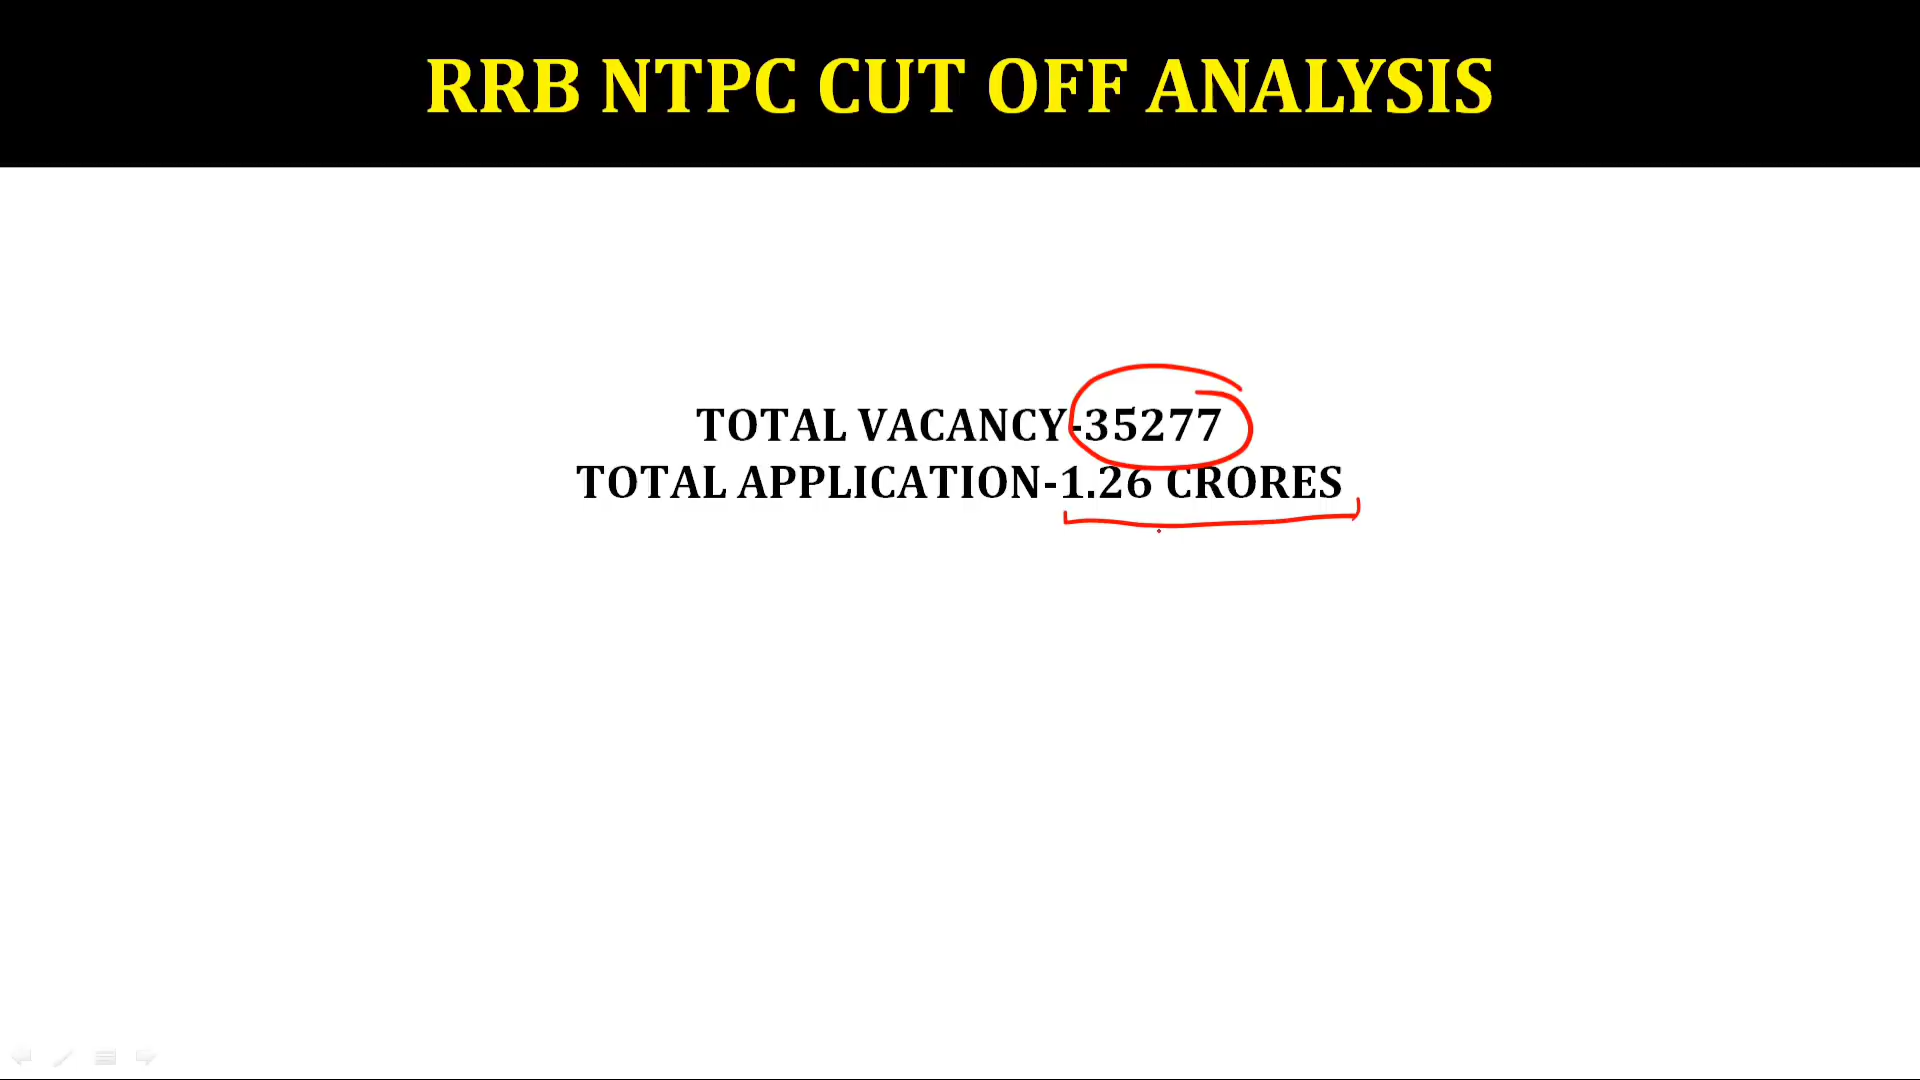 RRB NTPC CUT OFF ANALYSIS
TOTAL VACANCY-35277
TOTAL APPLICATION-1.26 CRORES